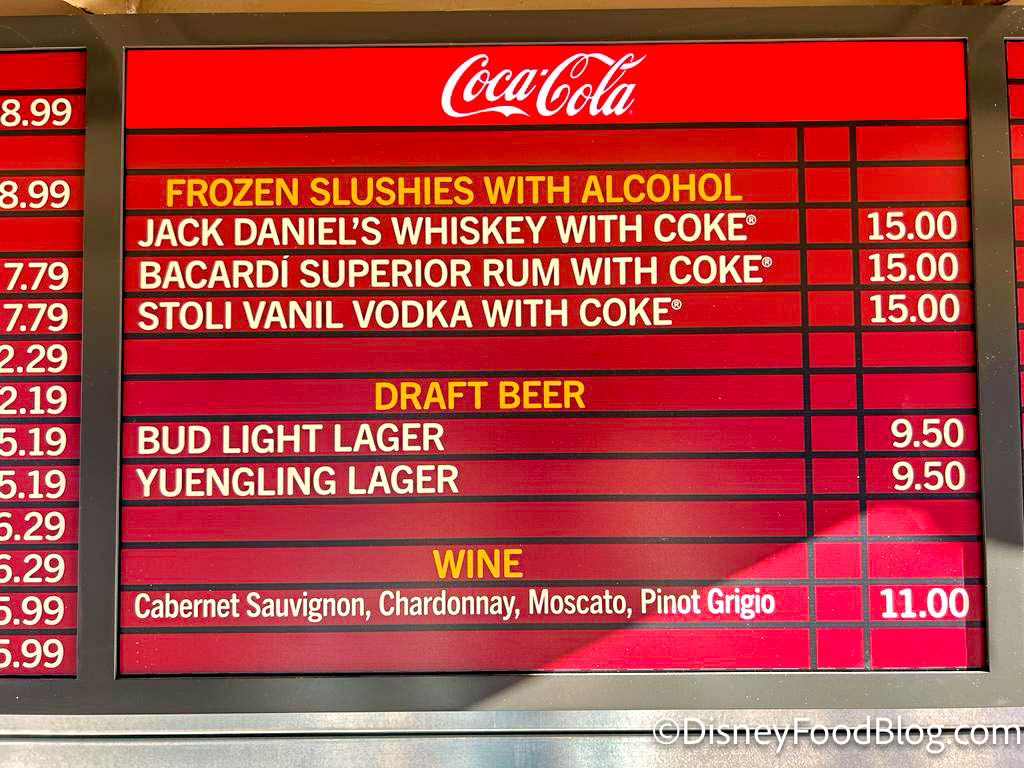 Coca-Cola
FROZEN SLUSHIES WITH ALCOHOL
JACK DANIEL'S WHISKEY WITH COKE® 15.00
BACARDÍ SUPERIOR RUM WITH COKE® 15.00
STOLI VANIL VODKA WITH COKE® 15.00
DRAFT BEER
BUD LIGHT LAGER 9.50
YUENGLING LAGER 9.50
WINE
Cabernet Sauvignon, Chardonnay, Moscato, Pinot Grigio 11.00
8.99
8.99
7.79
7.79
2.29
2.19
5.19
5.19
6.29
6.29
5.99
5.99
©DisneyFoodBlog.com